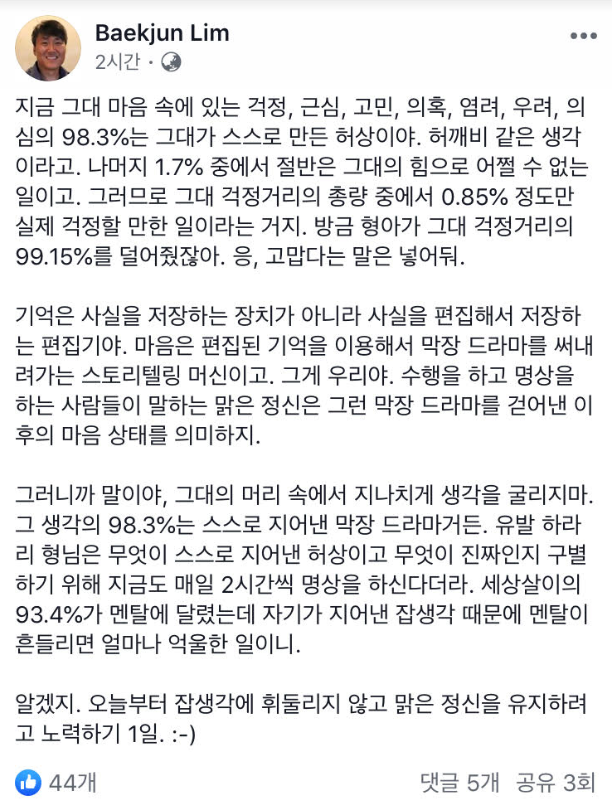 Baekjun Lim
2시간 ·
지금 그대 마음 속에 있는 걱정, 근심, 고민, 의혹, 염려, 우려, 의
심의 98.3%는 그대가 스스로 만든 허상이야. 허깨비 같은 생각
이라고. 나머지 1.7% 중에서 절반은 그대의 힘으로 어쩔 수 없는
일이고. 그러므로 그대 걱정거리의 총량 중에서 0.85% 정도만
실제 걱정할 만한 일이라는 거지. 방금 형아가 그대 걱정거리의
99.15%를 덜어줬잖아. 응, 고맙다는 말은 넣어둬.
기억은 사실을 저장하는 장치가 아니라 사실을 편집해서 저장하
는 편집기야. 마음은 편집된 기억을 이용해서 막장 드라마를 써내
려가는 스토리텔링 머신이고. 그게 우리야. 수행을 하고 명상을
하는 사람들이 말하는 맑은 정신은 그런 막장 드라마를 걷어낸 이
후의 마음 상태를 의미하지.
그러니까 말이야, 그대의 머리 속에서 지나치게 생각을 굴리지마.
그 생각의 98.3%는 스스로 지어낸 막장 드라마거든. 유발 하라
리 형님은 무엇이 스스로 지어낸 허상이고 무엇이 진짜인지 구별
하기 위해 지금도 매일 2시간씩 명상을 하신다더라. 세상살이의
93.4%가 멘탈에 달렸는데 자기가 지어낸 잡생각 때문에 멘탈이
흔들리면 얼마나 억울한 일이니.
알겠지. 오늘부터 잡생각에 휘둘리지 않고 맑은 정신을 유지하려
고 노력하기 1일. :-)
44개
댓글 5개 공유 3회